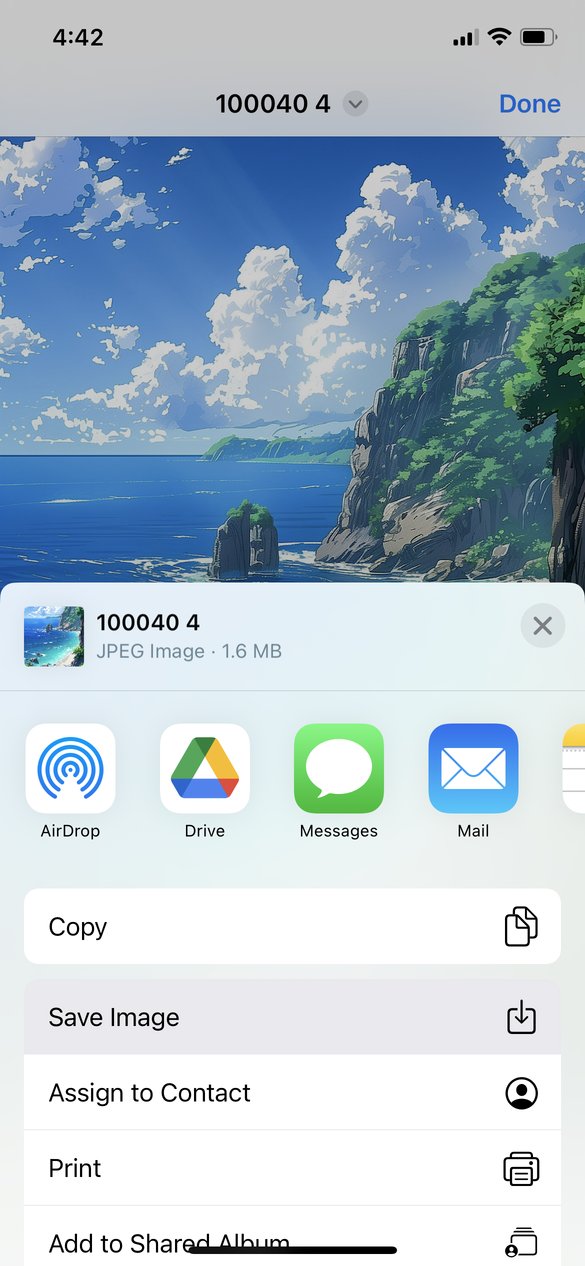 4:42
100040 4
Done
100040 4
JPEG Image · 1.6 MB
AirDrop
Drive
Messages
Mail
Copy
Save Image
Assign to Contact
Print
Add to Shared Album